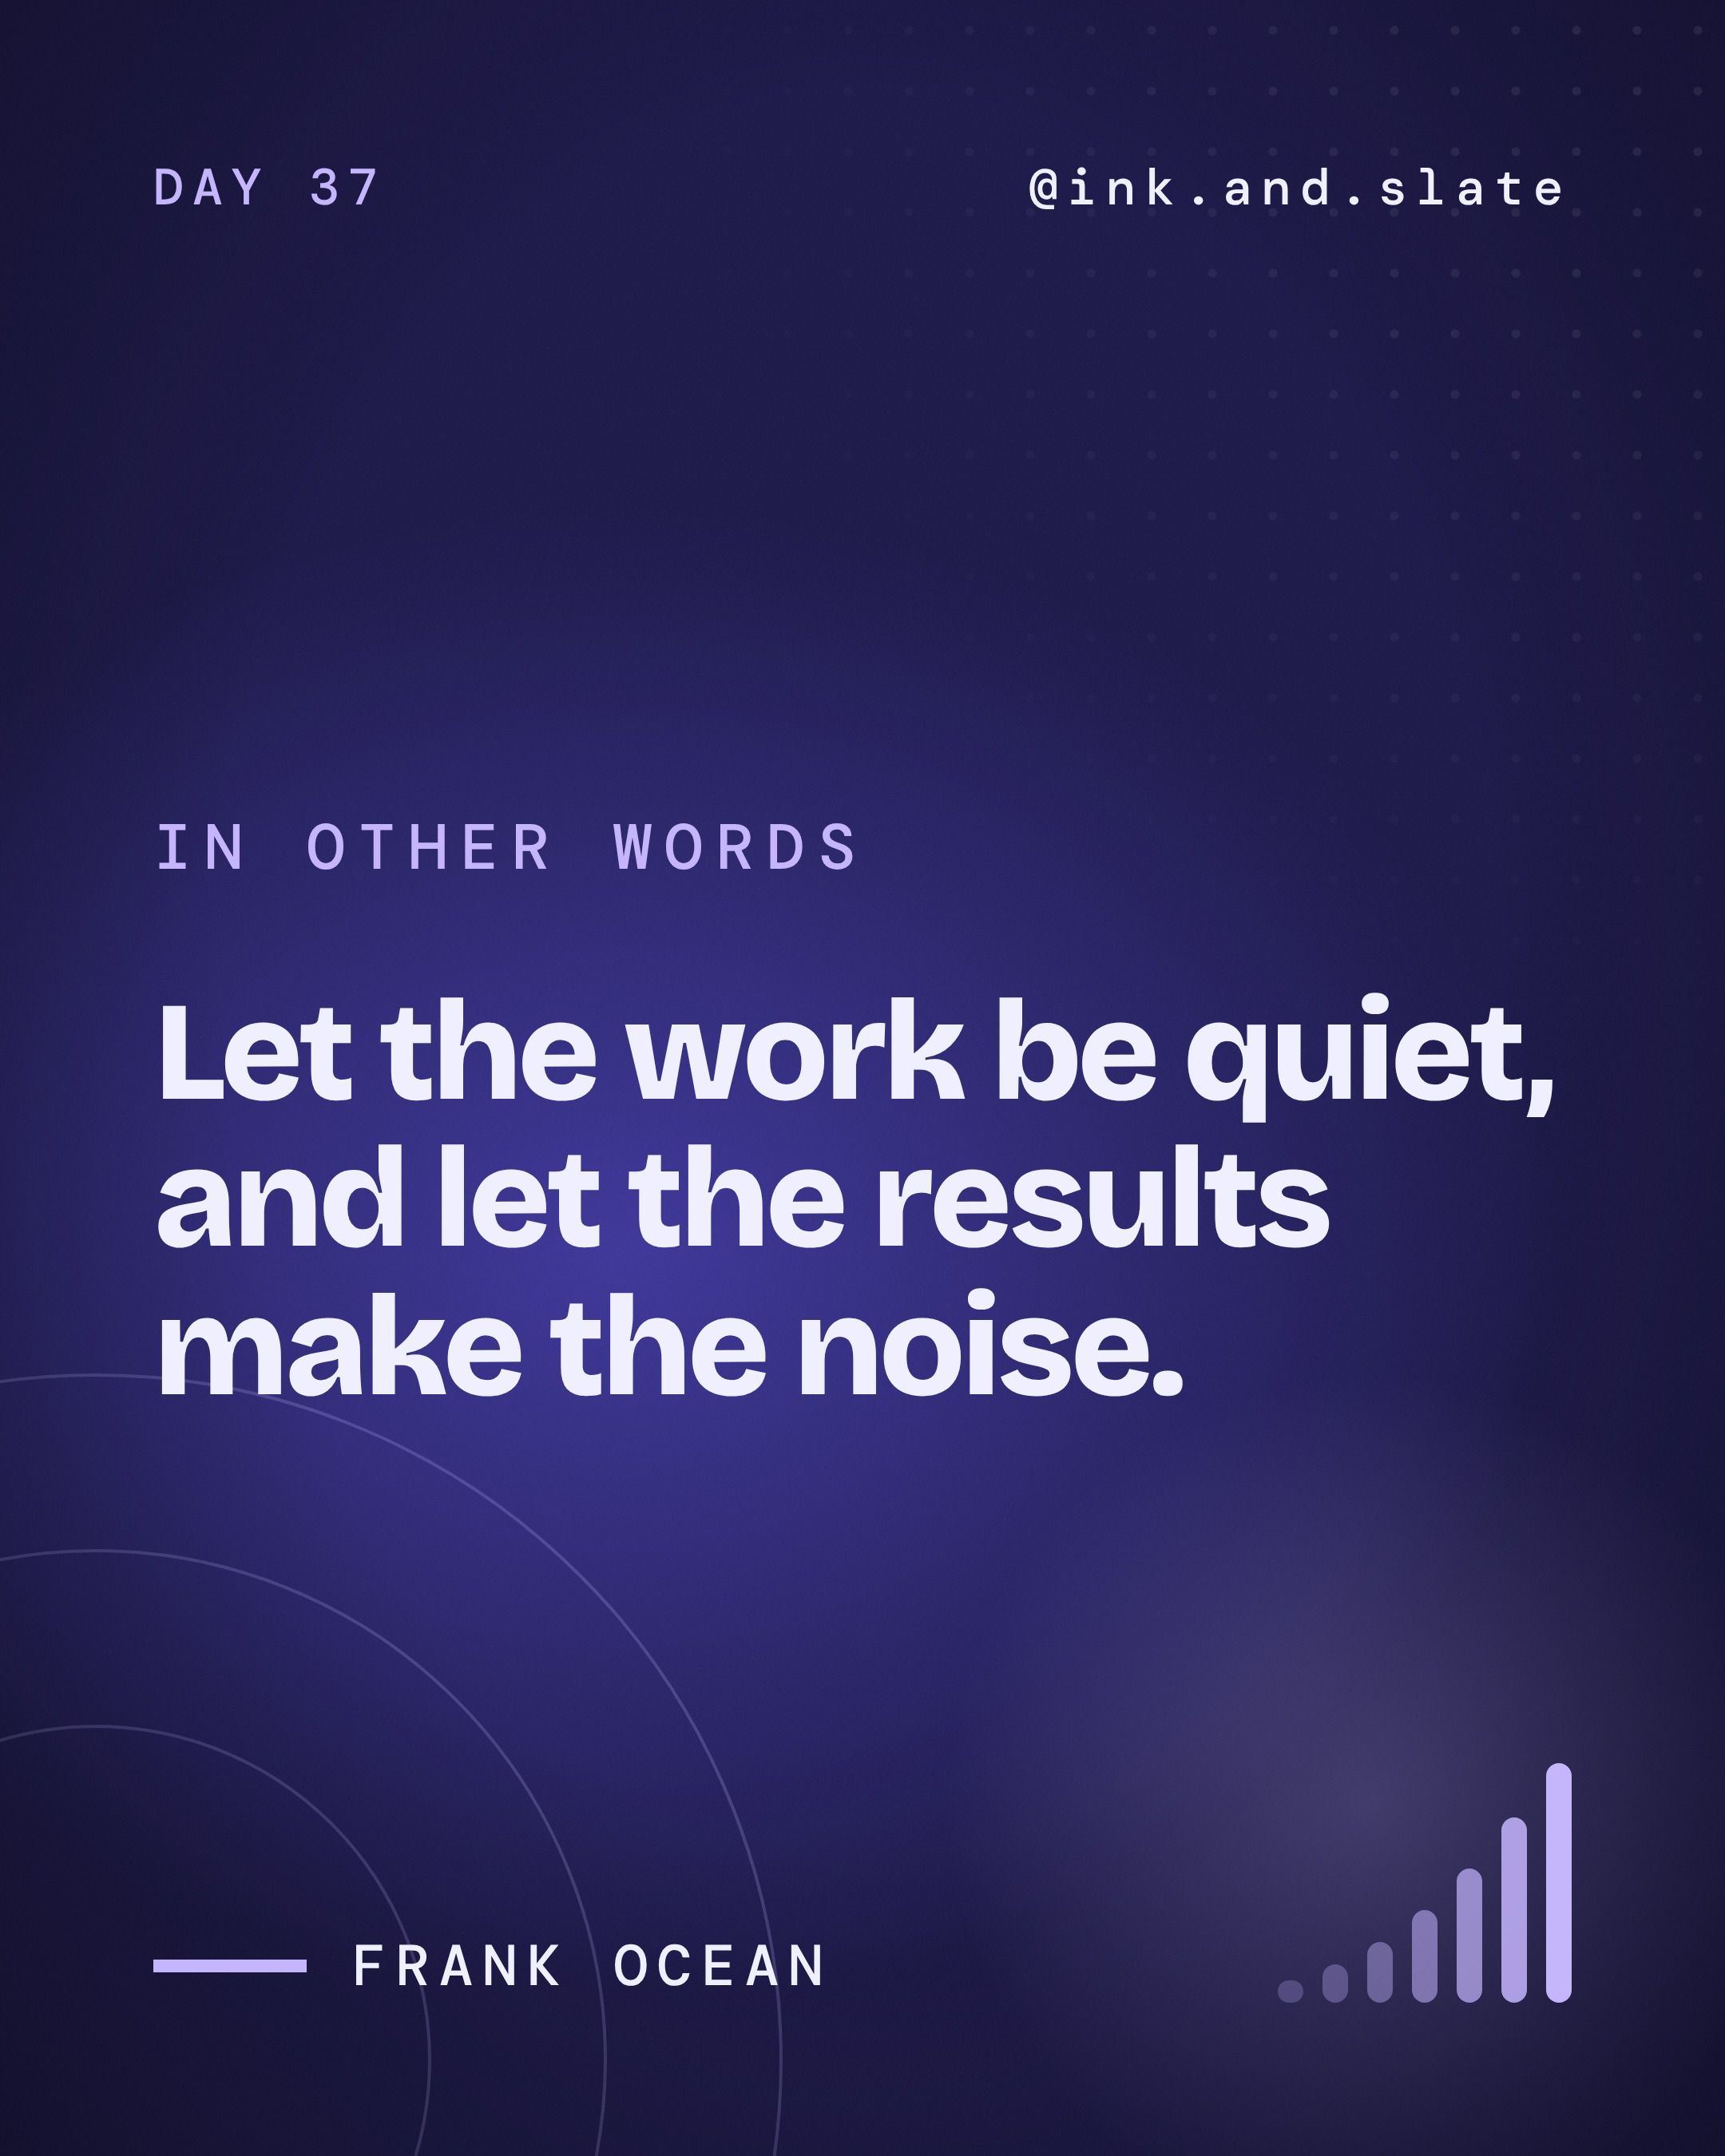 DAY 37
@ink.and.slate
IN OTHER WORDS
Let the work be quiet,
and let the results
make the noise.
FRANK OCEAN